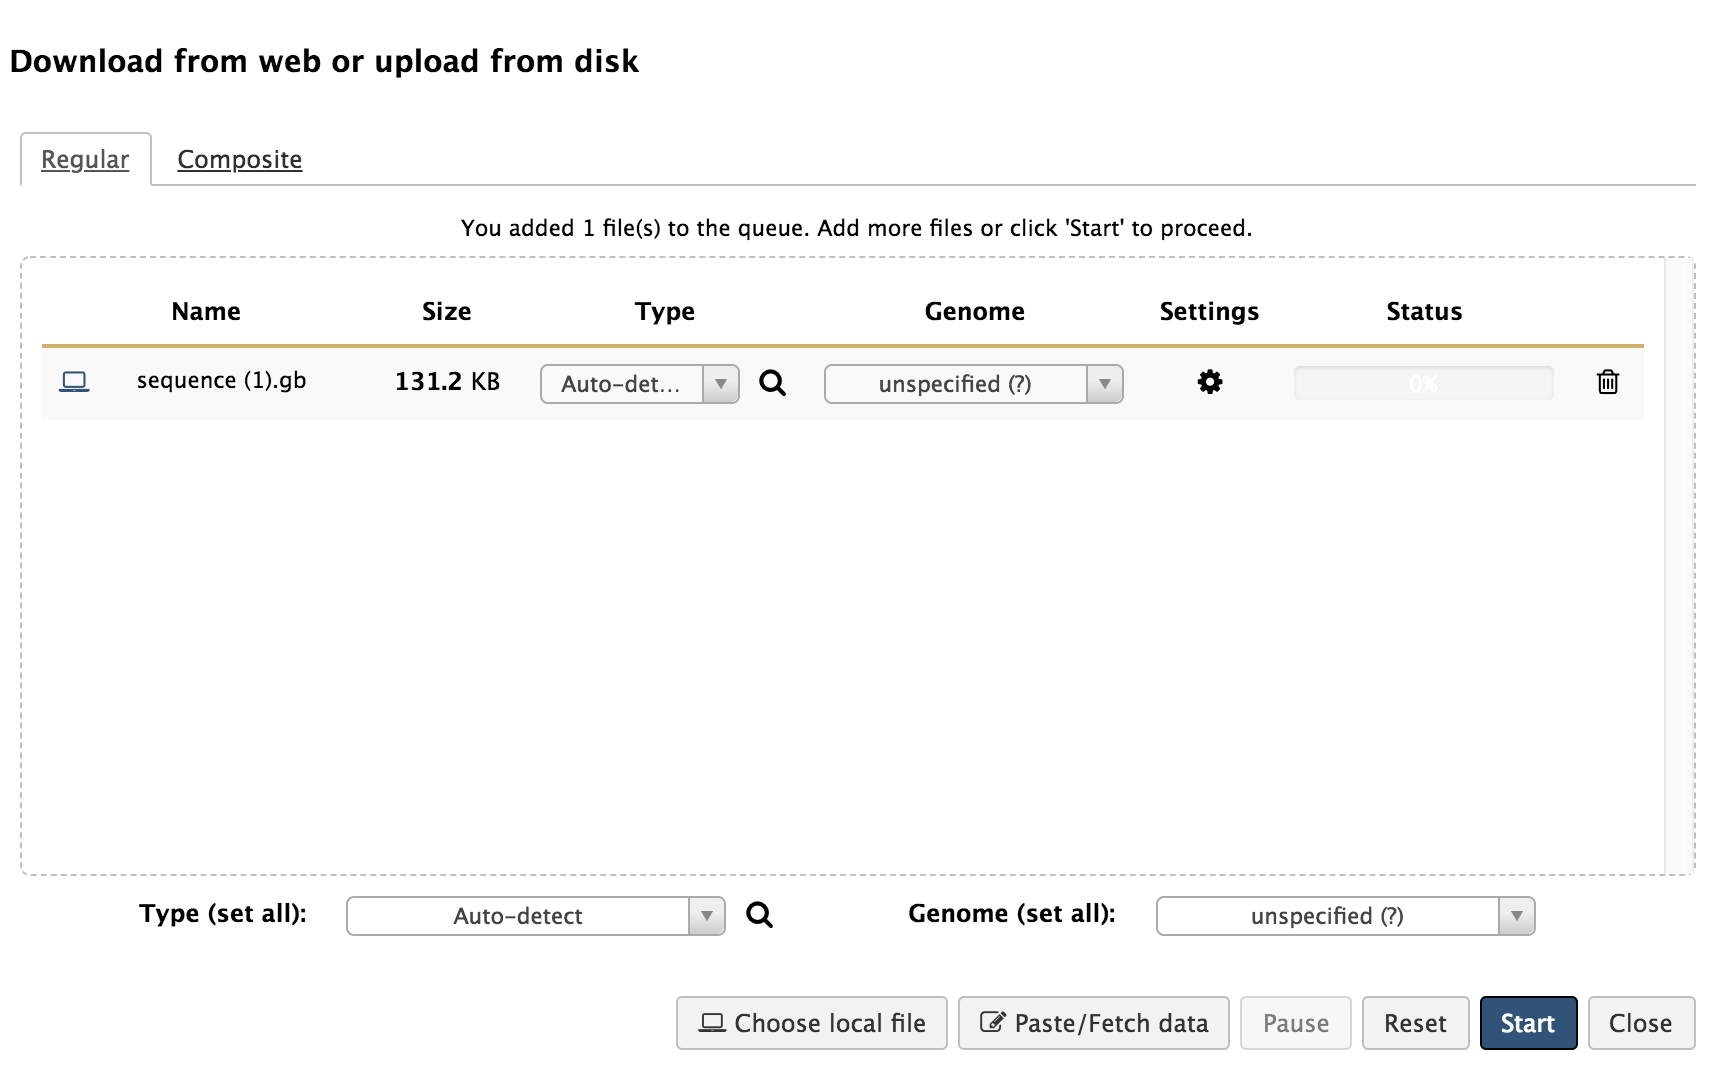 Download from web or upload from disk
Regular Composite
You added 1 file(s) to the queue. Add more files or click 'Start' to proceed.
Name Size Type Genome Settings Status
sequence (1).gb 131.2 KB Auto-det... unspecified (?) 0%
Type (set all): Auto-detect Genome (set all): unspecified (?)
Choose local file Paste/Fetch data Pause Reset Start Close